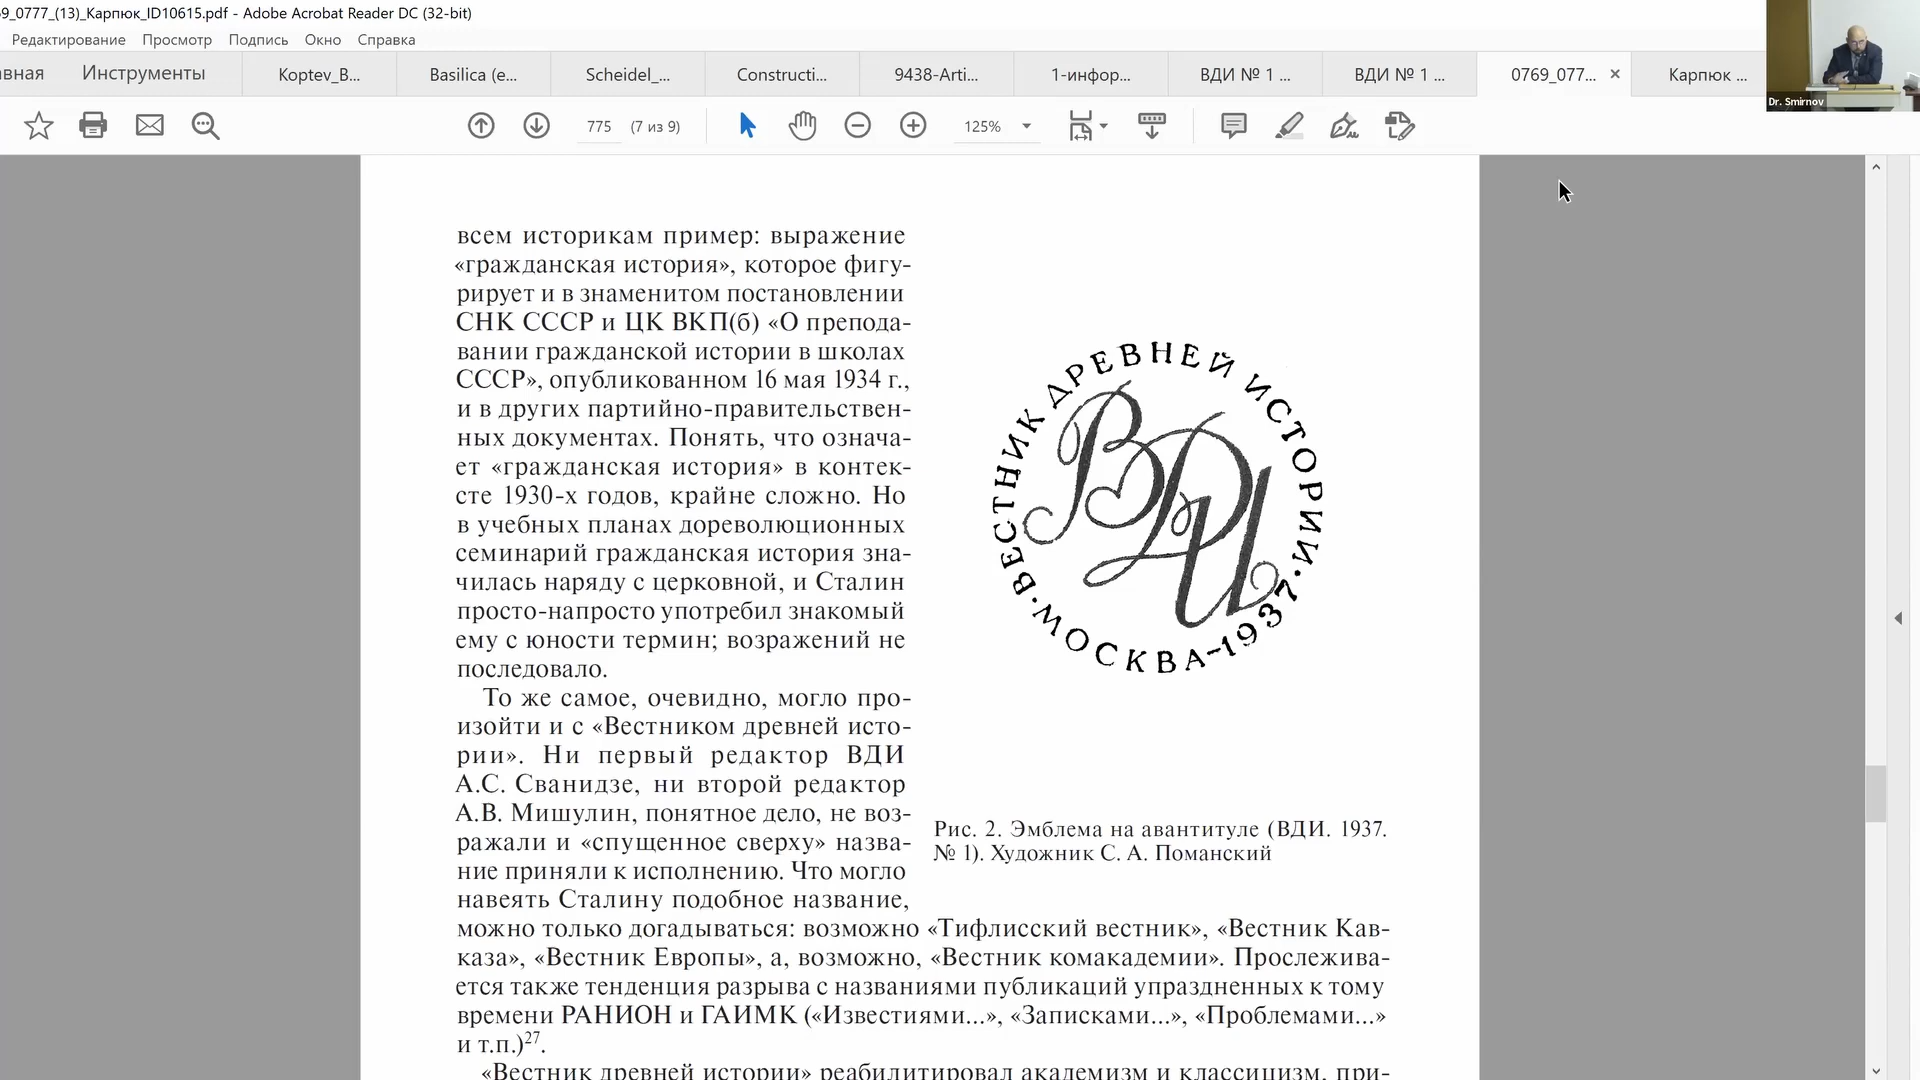 9_0777_(13)_Карпюк_ID10615.pdf - Adobe Acrobat Reader DC (32-bit)
Редактирование Просмотр Подпись Окно Справка
вная Инструменты Koptev_B... Basilica (e... Scheidel_... Constructi... 9438-Arti... 1-инфор... ВДИ № 1 ... ВДИ № 1 ... 0769_077... Карпюк ...
Dr. Smirnov
775 (7 из 9) 125%
всем историкам пример: выражение
«гражданская история», которое фигу-
рирует и в знаменитом постановлении
СНК СССР и ЦК ВКП(б) «О препода-
вании гражданской истории в школах
СССР», опубликованном 16 мая 1934 г.,
и в других партийно-правительствен-
ных документах. Понять, что означа-
ет «гражданская история» в контек-
сте 1930-х годов, крайне сложно. Но
в учебных планах дореволюционных
семинарий гражданская история зна-
чилась наряду с церковной, и Сталин
просто-напросто употребил знакомый
ему с юности термин; возражений не
последовало.
То же самое, очевидно, могло про-
изойти и с «Вестником древней исто-
рии». Ни первый редактор ВДИ
А.С. Сванидзе, ни второй редактор
А.В. Мишулин, понятное дело, не воз-
ражали и «спущенное сверху» назва-
ние приняли к исполнению. Что могло
навеять Сталину подобное название,
ВЕСТНИК ДРЕВНЕЙ ИСТОРИИ
ВДИ
МОСКВА-1937
Рис. 2. Эмблема на авантитуле (ВДИ. 1937.
№ 1). Художник С. А. Поманский
можно только догадываться: возможно «Тифлисский вестник», «Вестник Кав-
каза», «Вестник Европы», а, возможно, «Вестник комакадемии». Прослежива-
ется также тенденция разрыва с названиями публикаций упраздненных к тому
времени РАНИОН и ГАИМК («Известиями...», «Записками...», «Проблемами...»
и т.п.)27.
«Вестник древней истории» реабилитировал академизм и классицизм, при-